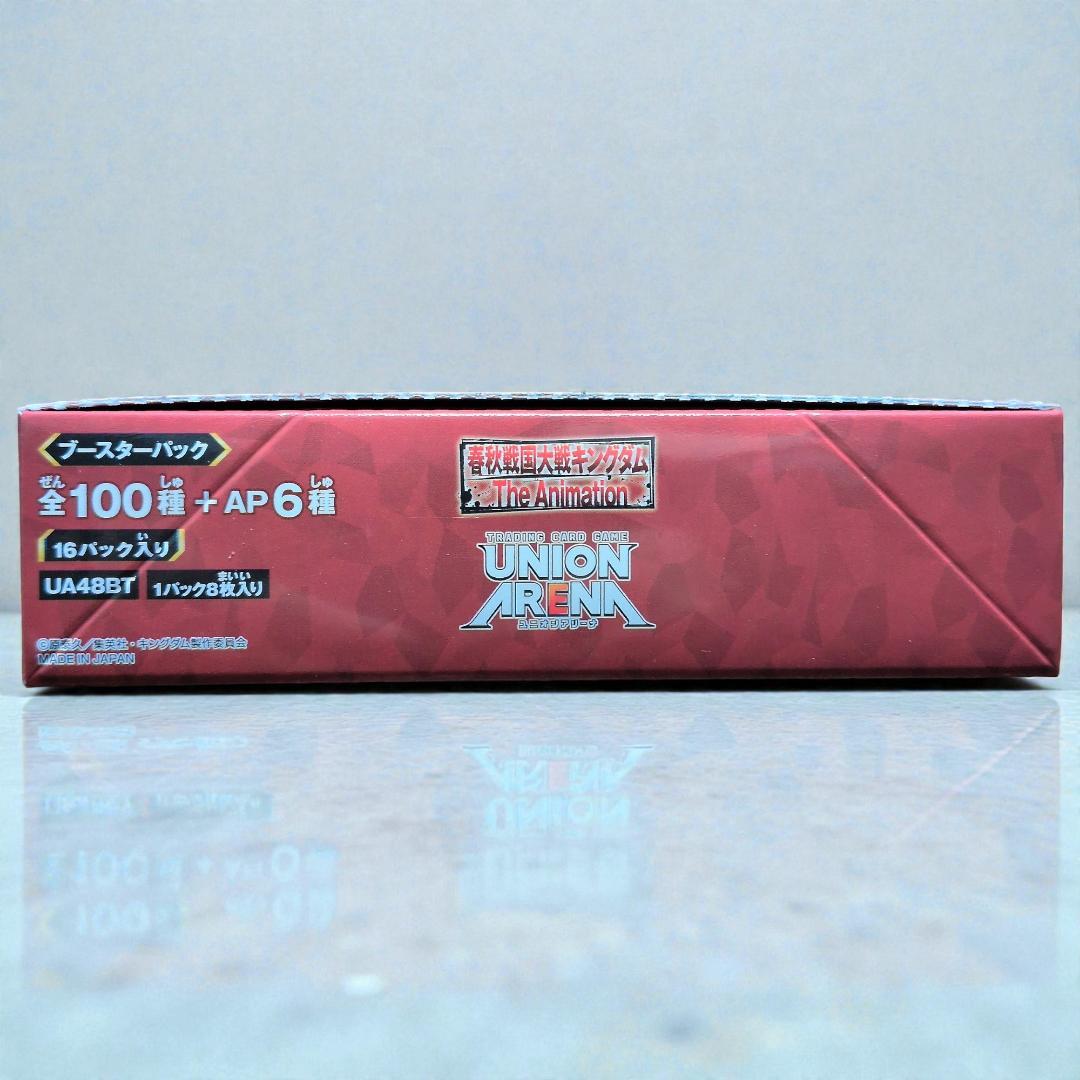 ブースターパック
ぜん しゅ しゅ
全100種 + AP 6種
い
16パック入り
まいい
UA48BT 1パック8枚入り
©原泰久/集英社・キングダム製作委員会
MADE IN JAPAN
春秋戦国大戦キングダム
The Animation
TRADING CARD GAME
UNION
ARENA
ユニオンアリーナ